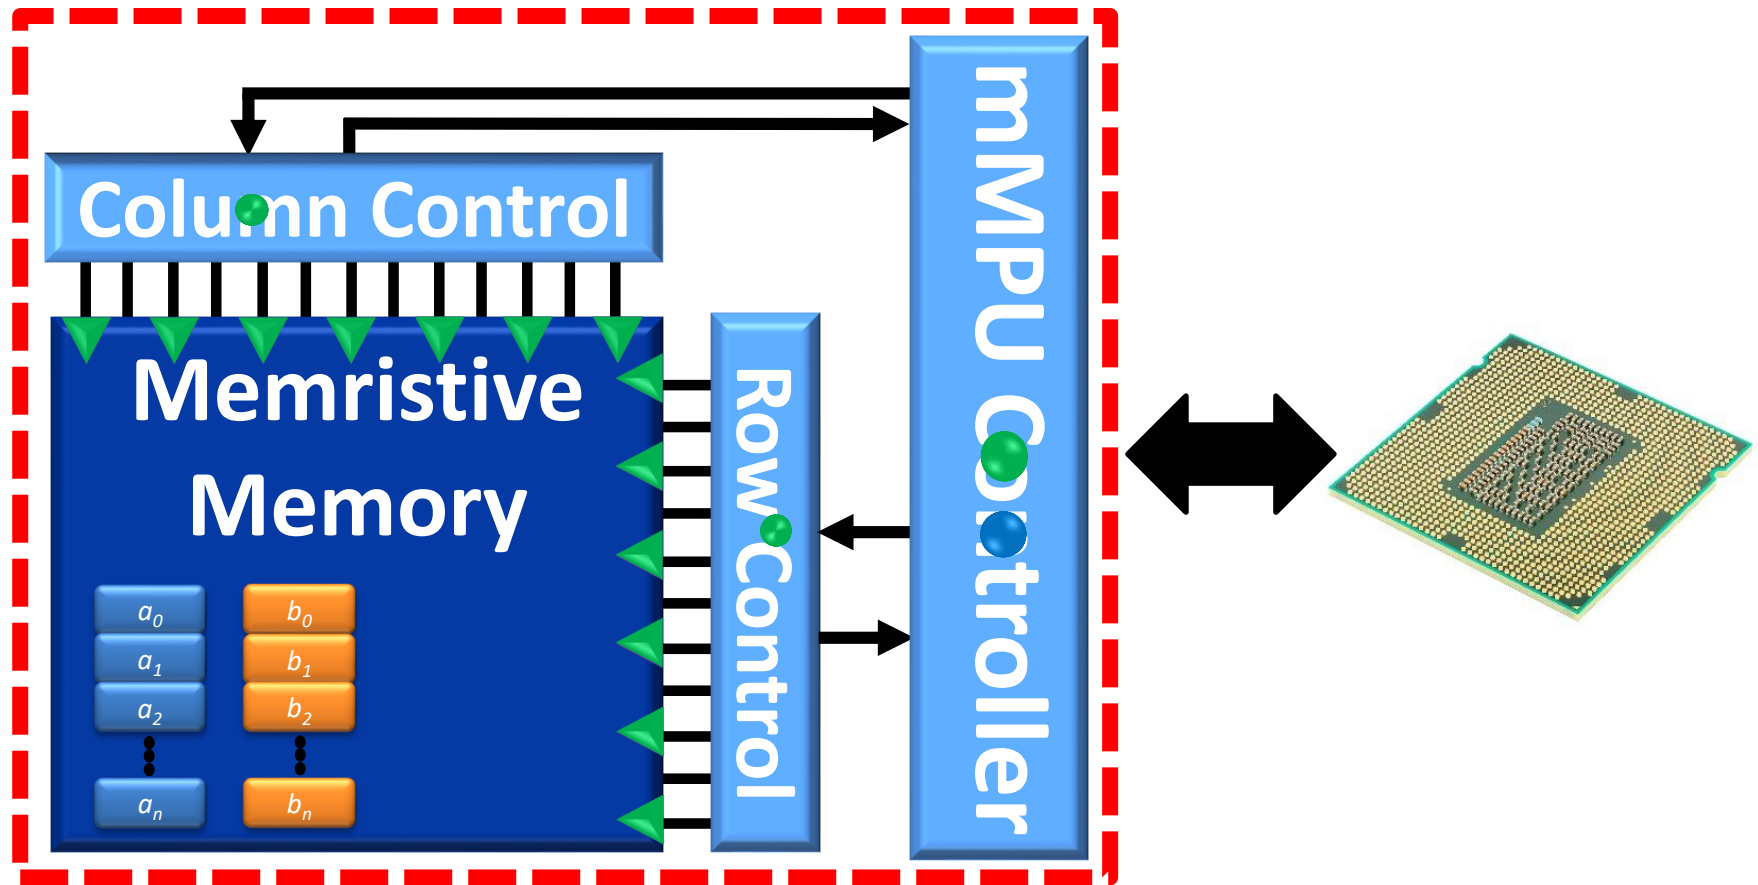 Column Control
Memristive
Memory
a0
a1
a2
an
b0
b1
b2
bn
Row Control
mMPU Controller